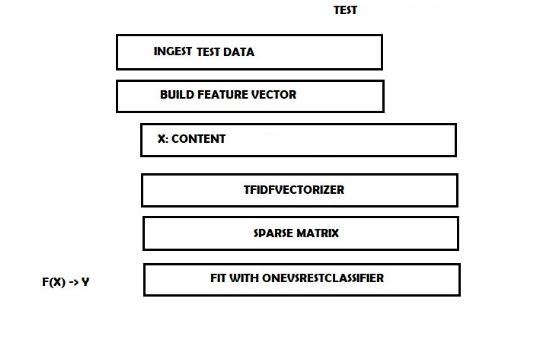 TEST
INGEST TEST DATA
BUILD FEATURE VECTOR
X: CONTENT
TFIDFVECTORIZER
SPARSE MATRIX
F(X) -> Y
FIT WITH ONEVSRESTCLASSIFIER